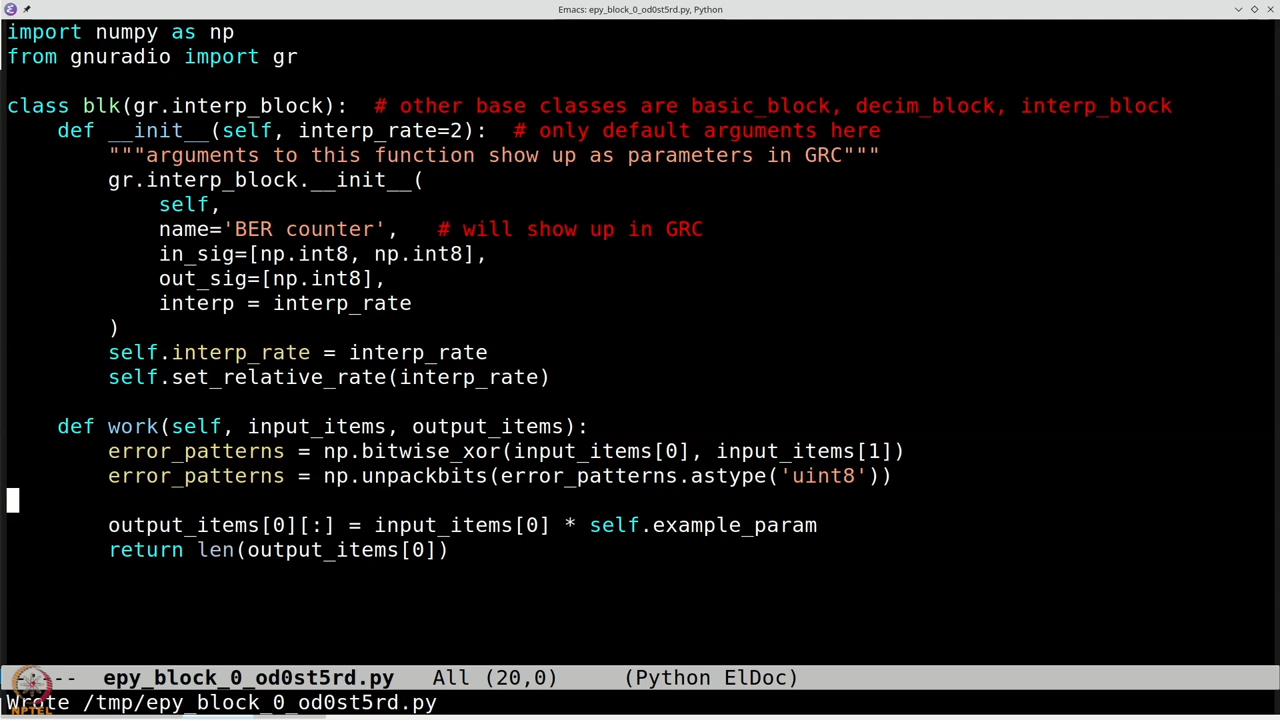 Emacs: epy_block_0_od0st5rd.py, Python
import numpy as np
from gnuradio import gr
class blk(gr.interp_block):  # other base classes are basic_block, decim_block, interp_block
    def __init__(self, interp_rate=2):  # only default arguments here
        """arguments to this function show up as parameters in GRC"""
        gr.interp_block.__init__(
            self,
            name='BER counter',   # will show up in GRC
            in_sig=[np.int8, np.int8],
            out_sig=[np.int8],
            interp = interp_rate
        )
        self.interp_rate = interp_rate
        self.set_relative_rate(interp_rate)
    def work(self, input_items, output_items):
        error_patterns = np.bitwise_xor(input_items[0], input_items[1])
        error_patterns = np.unpackbits(error_patterns.astype('uint8'))
        output_items[0][:] = input_items[0] * self.example_param
        return len(output_items[0])
-:---  epy_block_0_od0st5rd.py   All (20,0)     (Python ElDoc)
Wrote /tmp/epy_block_0_od0st5rd.py
NPTEL